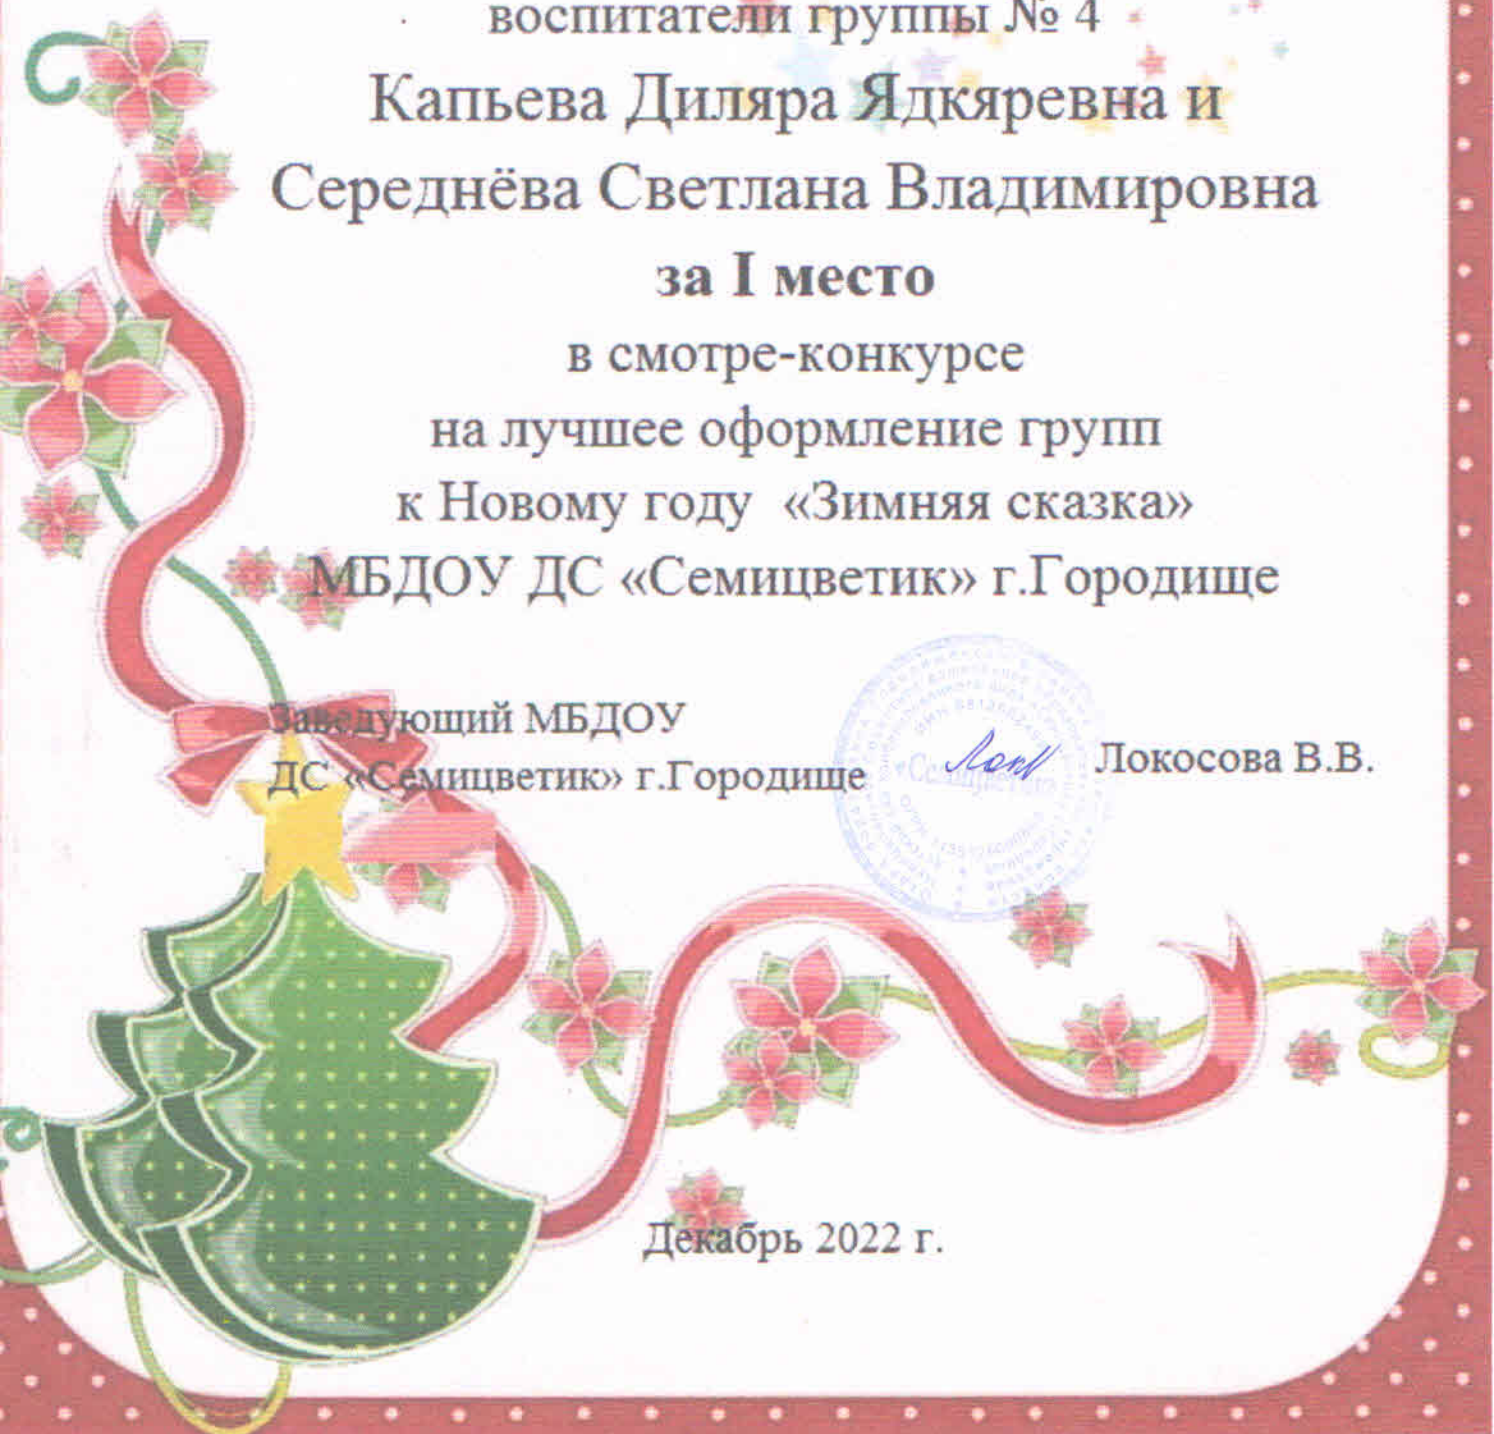 воспитатели группы № 4
Капьева Диляра Ядкяревна и
Середнёва Светлана Владимировна
за I место
в смотре-конкурсе
на лучшее оформление групп
к Новому году «Зимняя сказка»
МБДОУ ДС «Семицветик» г.Городище
Заведующий МБДОУ
ДС «Семицветик» г.Городище
Локосова В.В.
«Семицветик»
Декабрь 2022 г.